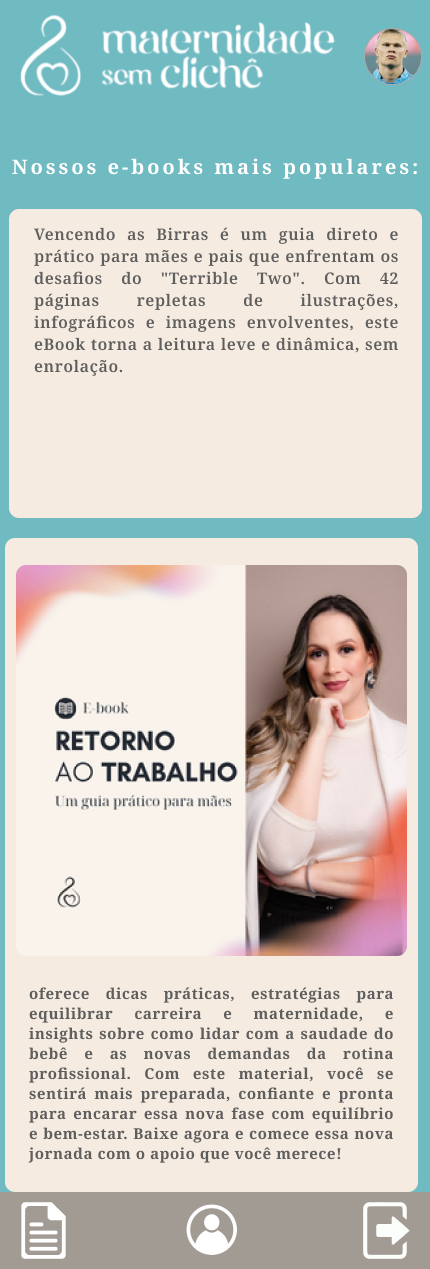 maternidade
sem clichê
Nossos e-books mais populares:
Vencendo as Birras é um guia direto e
prático para mães e pais que enfrentam os
desafios do "Terrible Two". Com 42
páginas repletas de ilustrações,
infográficos e imagens envolventes, este
eBook torna a leitura leve e dinâmica, sem
enrolação.
E-book
RETORNO
AO TRABALHO
Um guia prático para mães
oferece dicas práticas, estratégias para
equilibrar carreira e maternidade, e
insights sobre como lidar com a saudade do
bebê e as novas demandas da rotina
profissional. Com este material, você se
sentirá mais preparada, confiante e pronta
para encarar essa nova fase com equilíbrio
e bem-estar. Baixe agora e comece essa nova
jornada com o apoio que você merece!